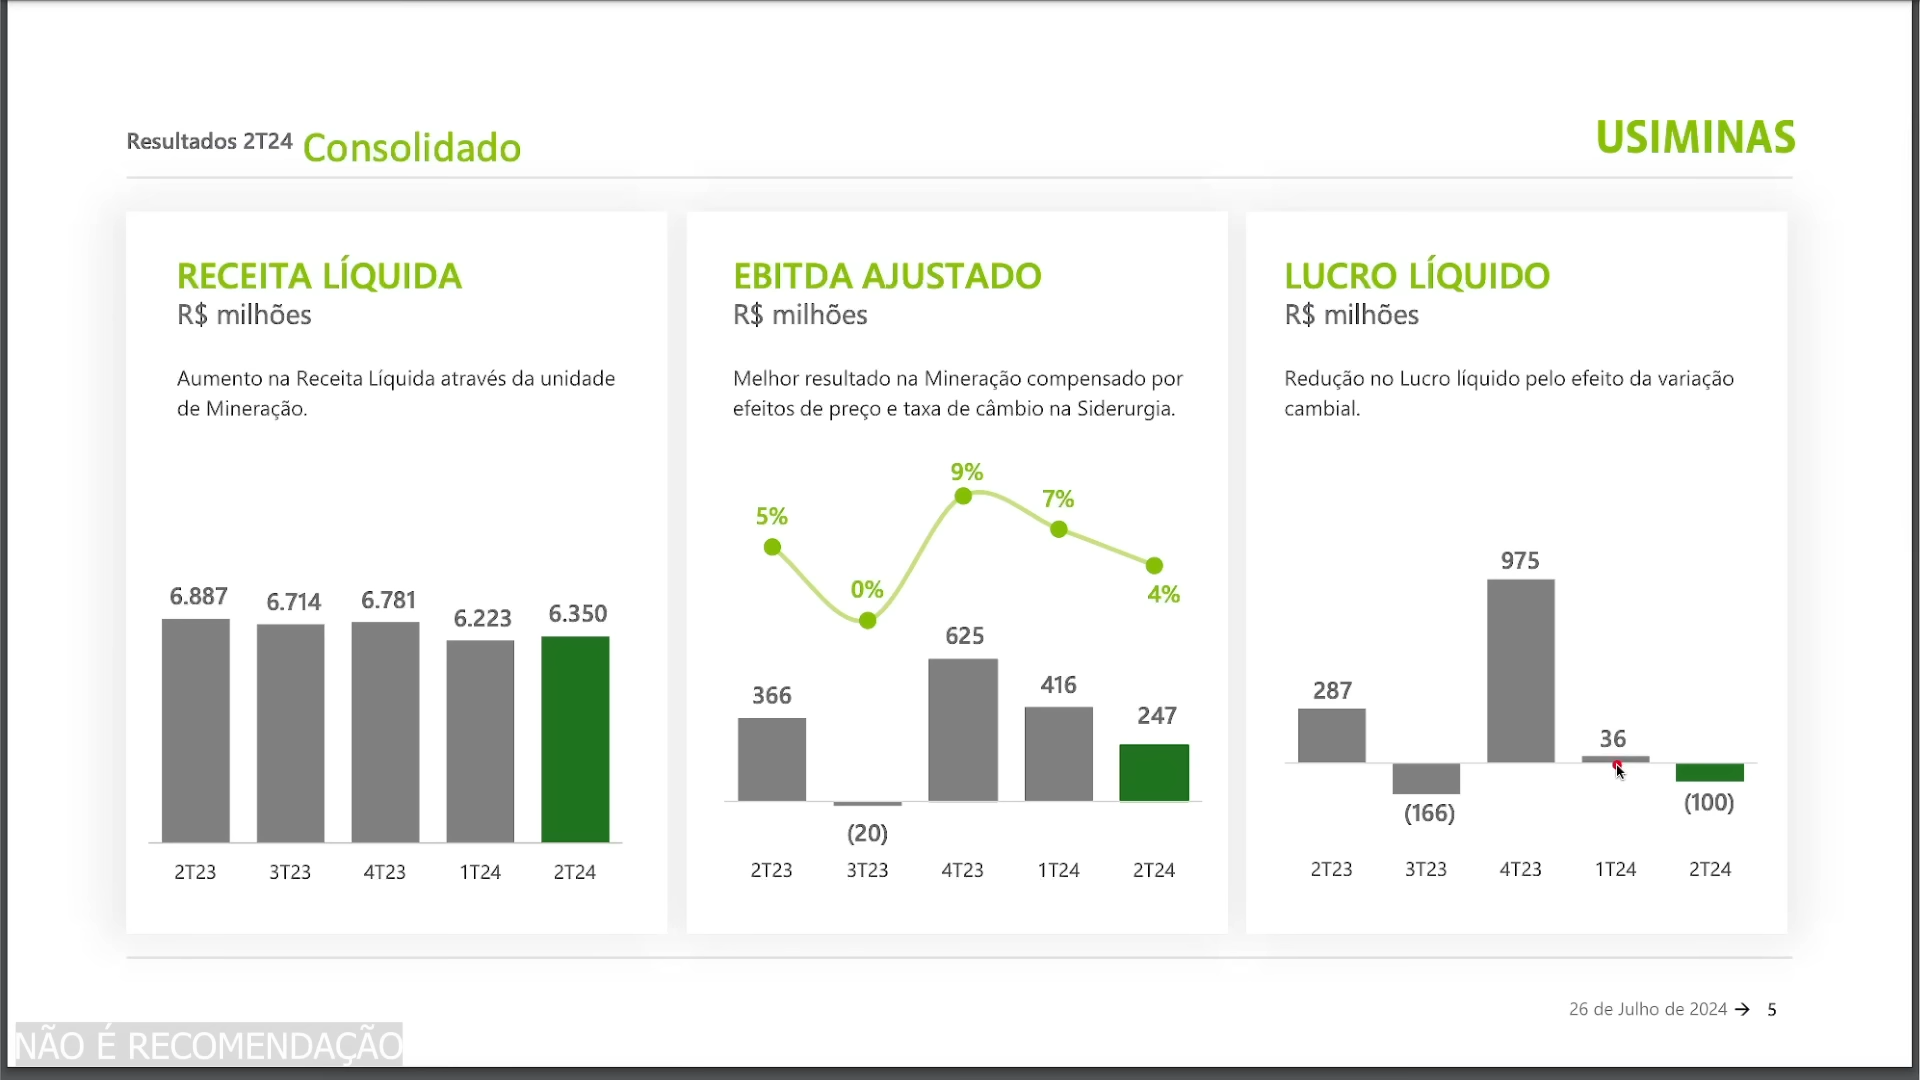 Resultados 2T24 Consolidado
USIMINAS
RECEITA LÍQUIDA
R$ milhões
Aumento na Receita Líquida através da unidade
de Mineração.
6.887
6.714
6.781
6.223
6.350
2T23
3T23
4T23
1T24
2T24
EBITDA AJUSTADO
R$ milhões
Melhor resultado na Mineração compensado por
efeitos de preço e taxa de câmbio na Siderurgia.
5%
0%
9%
7%
4%
366
(20)
625
416
247
2T23
3T23
4T23
1T24
2T24
LUCRO LÍQUIDO
R$ milhões
Redução no Lucro líquido pelo efeito da variação
cambial.
287
(166)
975
36
(100)
2T23
3T23
4T23
1T24
2T24
26 de Julho de 2024 → 5
NÃO É RECOMENDAÇÃO